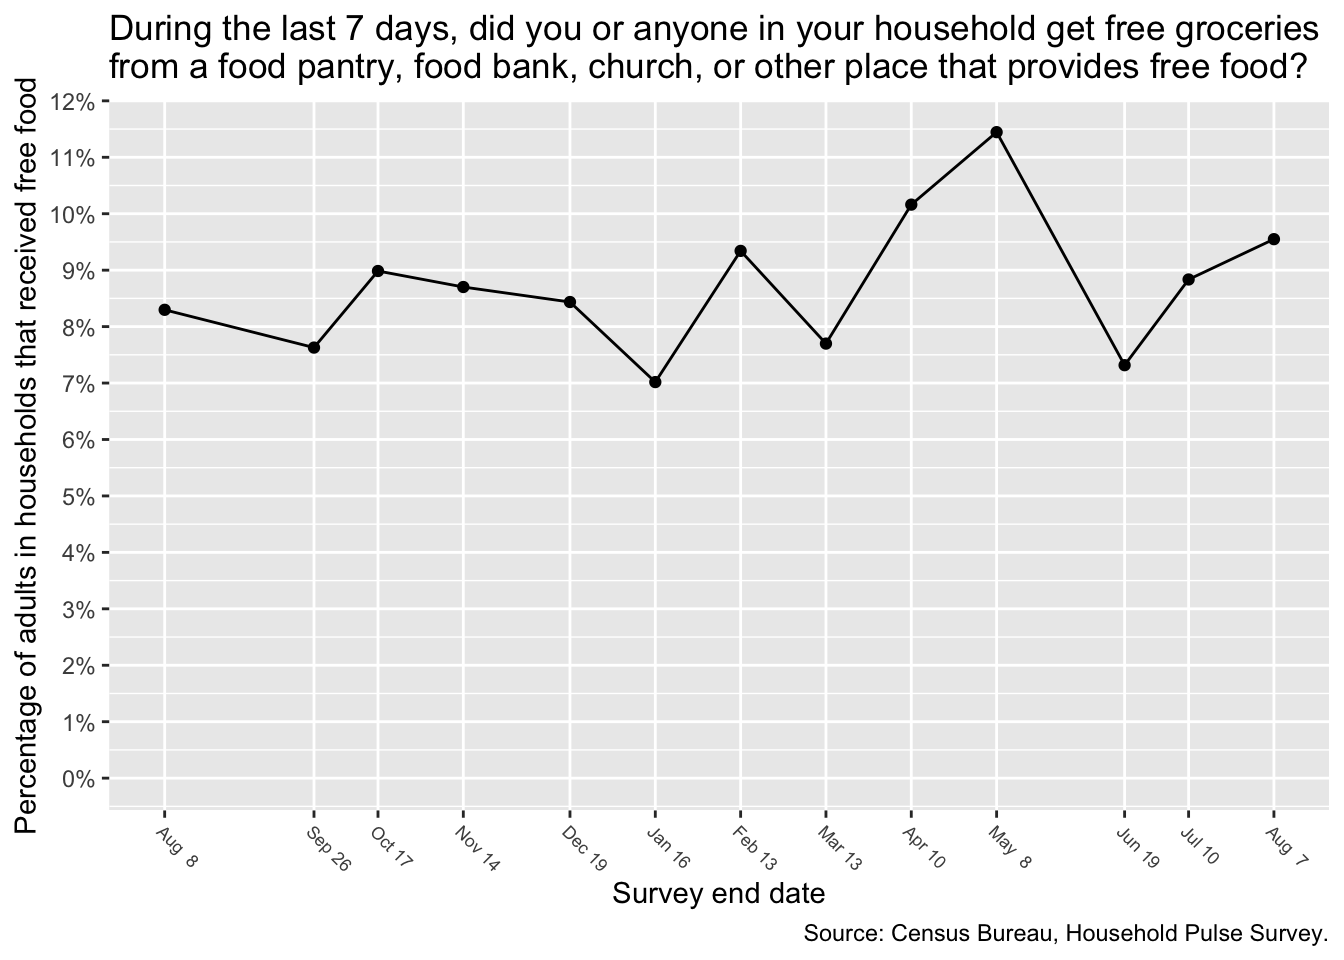 During the last 7 days, did you or anyone in your household get free groceries
from a food pantry, food bank, church, or other place that provides free food?
Percentage of adults in households that received free food
12%
11%
10%
9%
8%
7%
6%
5%
4%
3%
2%
1%
0%
Aug 8
Sep 26
Oct 17
Nov 14
Dec 19
Jan 16
Feb 13
Mar 13
Apr 10
May 8
Jun 19
Jul 10
Aug 7
Survey end date
Source: Census Bureau, Household Pulse Survey.